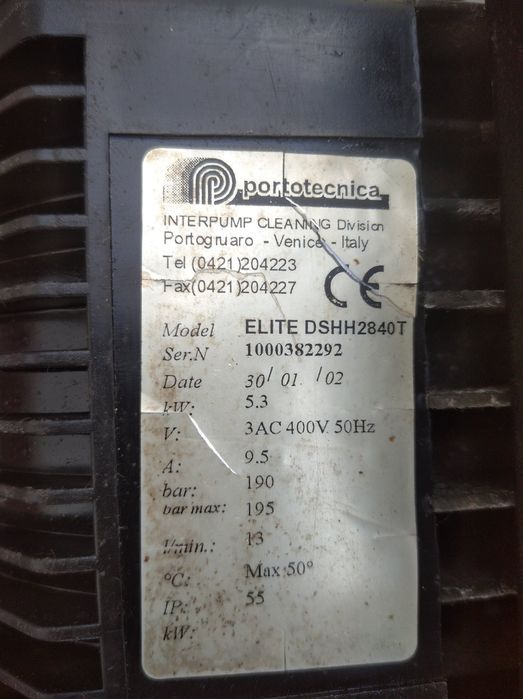 portotecnica
INTERPUMP CLEANING Division
Portogruaro - Venice - Italy
Tel (0421)204223
Fax(0421)204227
CE
Model ELITE DSHH2840T
Ser.N 1000382292
Date 30/ 01 /02
kW: 5.3
V: 3AC 400V 50Hz
A: 9.5
bar: 190
bar max: 195
l/min.: 13
°C: Max 50°
IP: 55
kW: